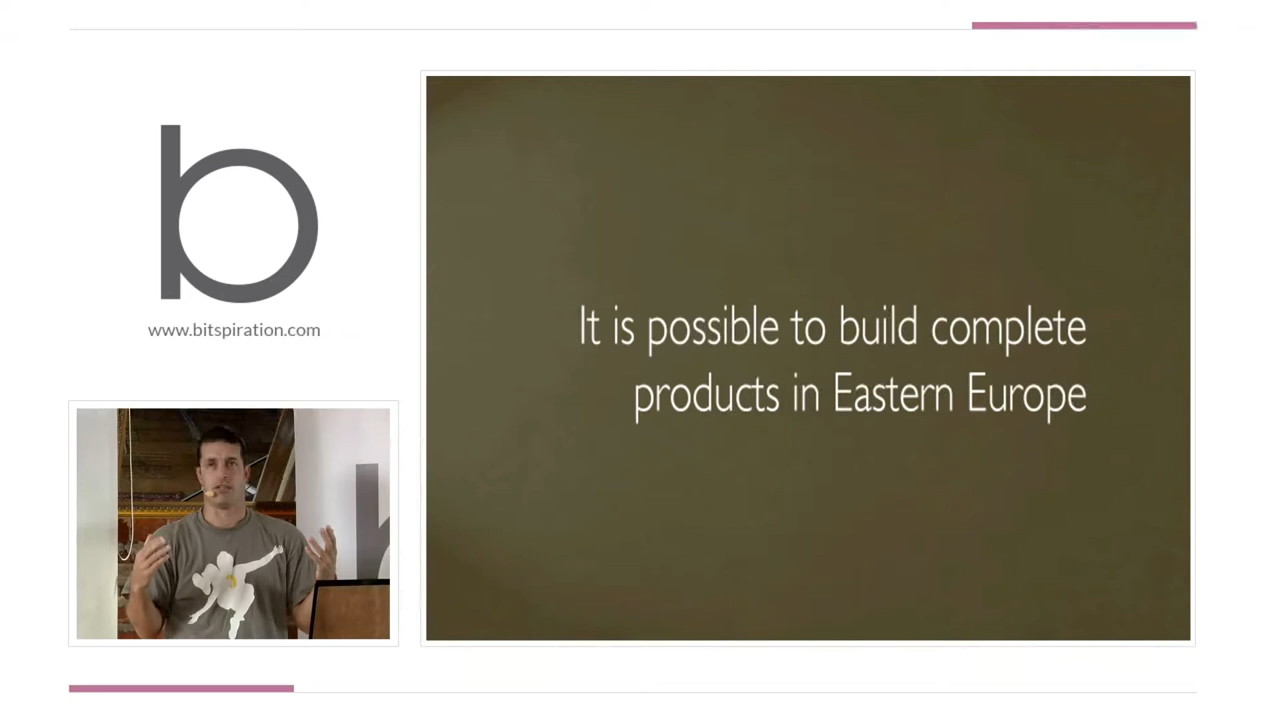 b
www.bitspiration.com
It is possible to build complete
products in Eastern Europe